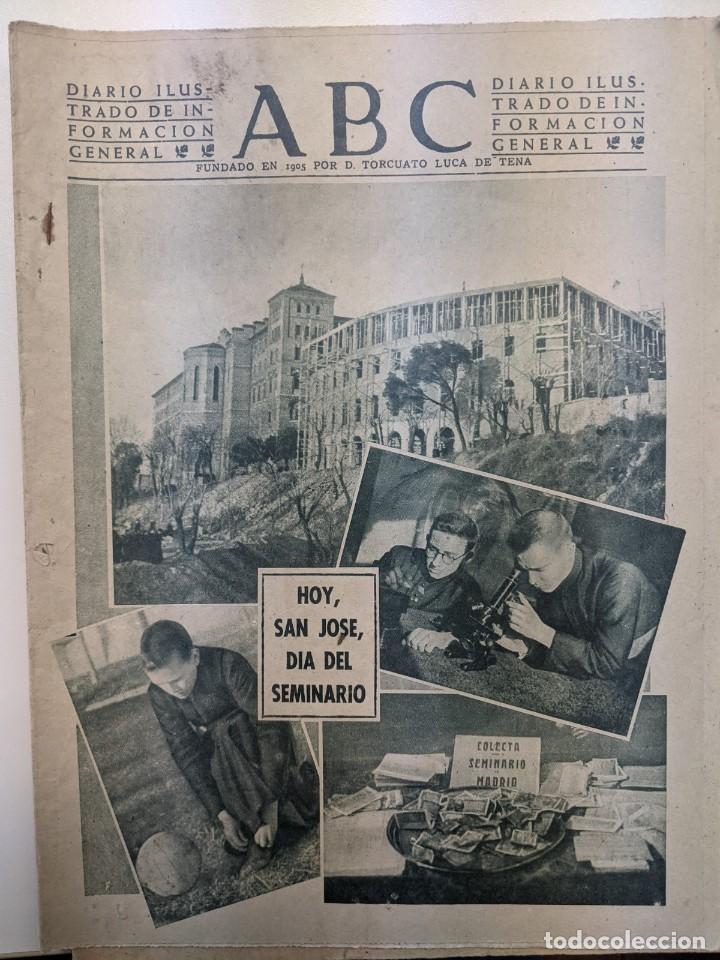 DIARIO ILUS-
TRADO DE IN-
FORMACION
GENERAL
ABC
DIARIO ILUS-
TRADO DE IN-
FORMACION
GENERAL
FUNDADO EN 1905 POR D. TORCUATO LUCA DE TENA
HOY,
SAN JOSE,
DIA DEL
SEMINARIO
COLECTA
SEMINARIO
MADRID
todocoleccion.net